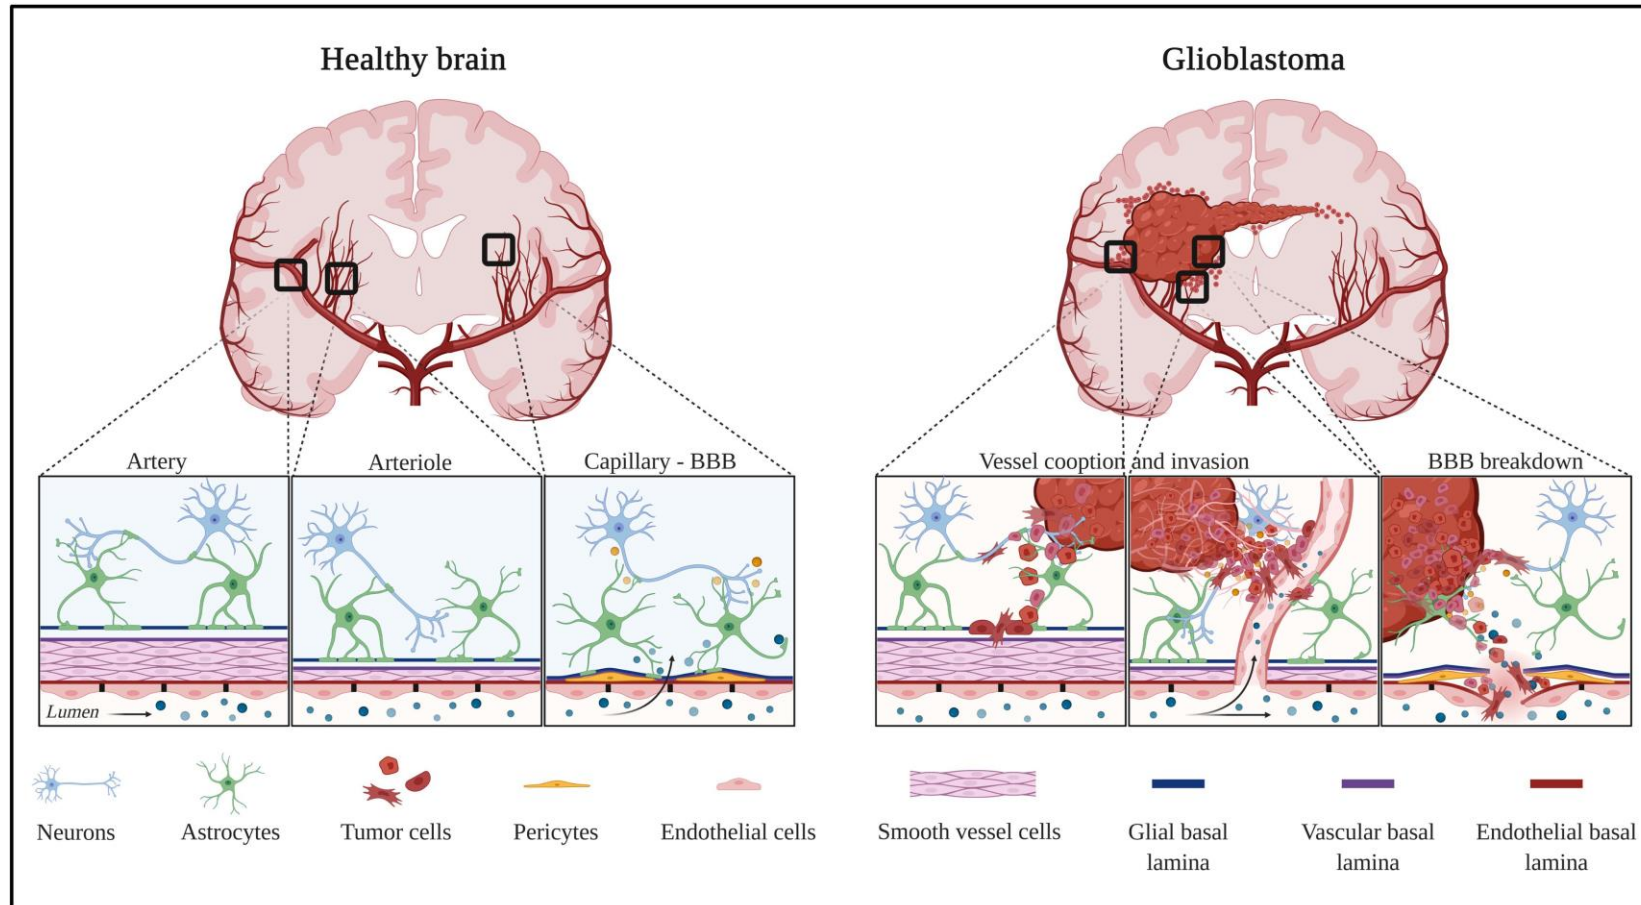 Healthy brain
Glioblastoma
Artery
Arteriole
Capillary - BBB
Vessel cooption and invasion
BBB breakdown
Lumen
Neurons
Astrocytes
Tumor cells
Pericytes
Endothelial cells
Smooth vessel cells
Glial basal
lamina
Vascular basal
lamina
Endothelial basal
lamina